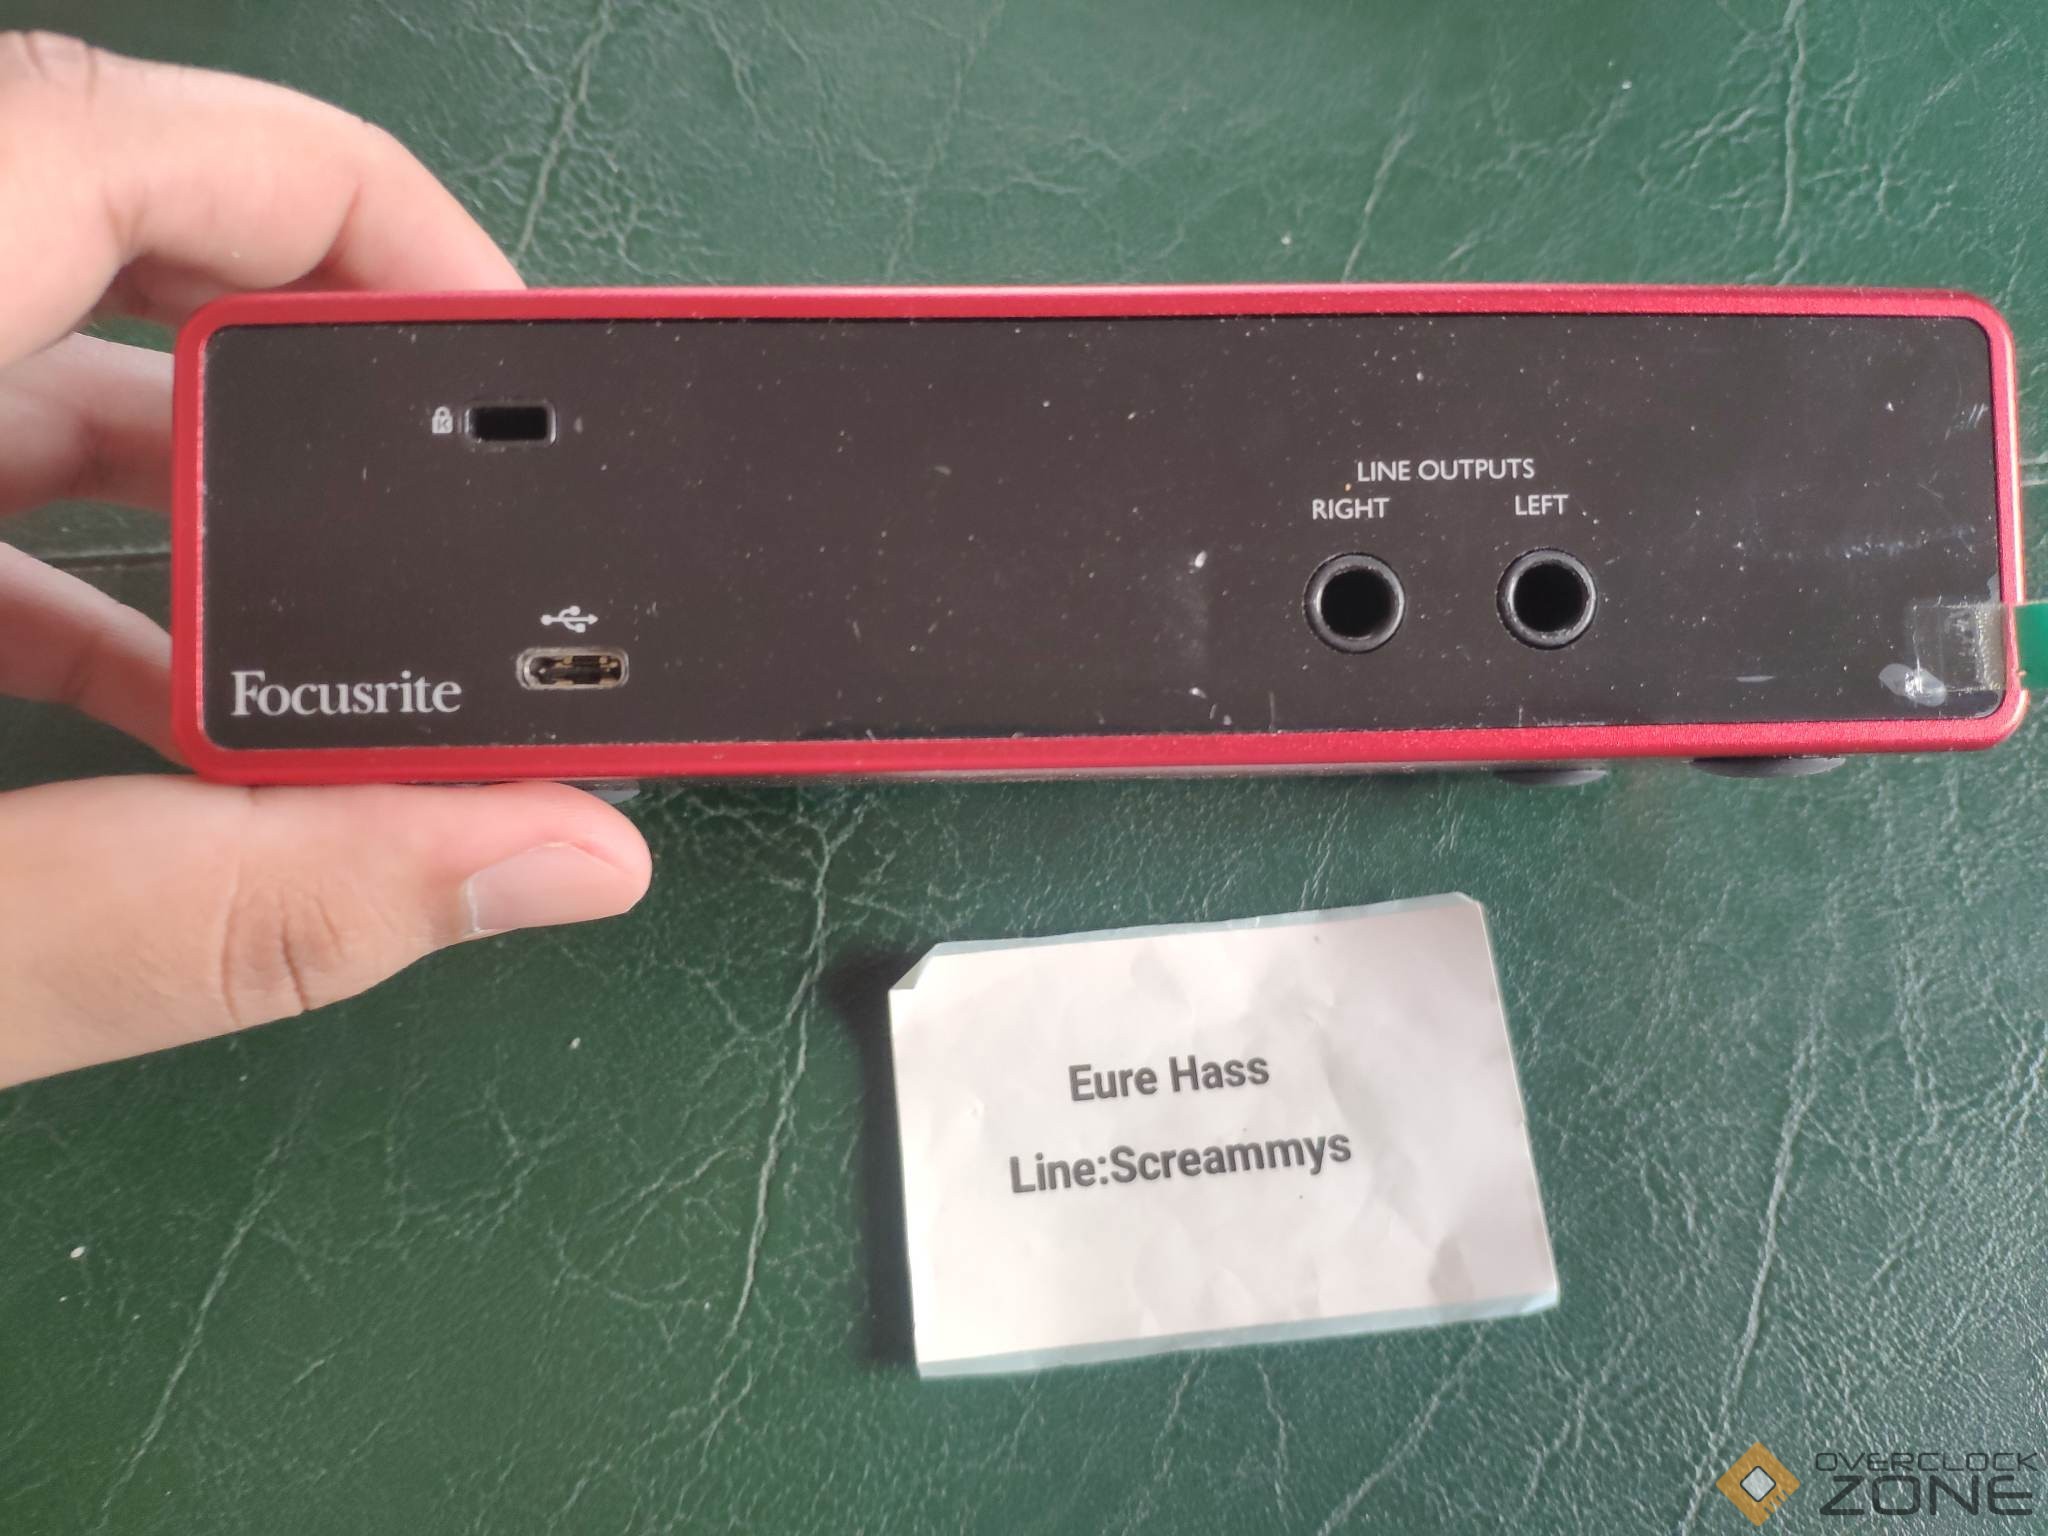 LINE OUTPUTS
RIGHT LEFT
Focusrite
Eure Hass
Line:Screammys
OVERCLOCK
ZONE